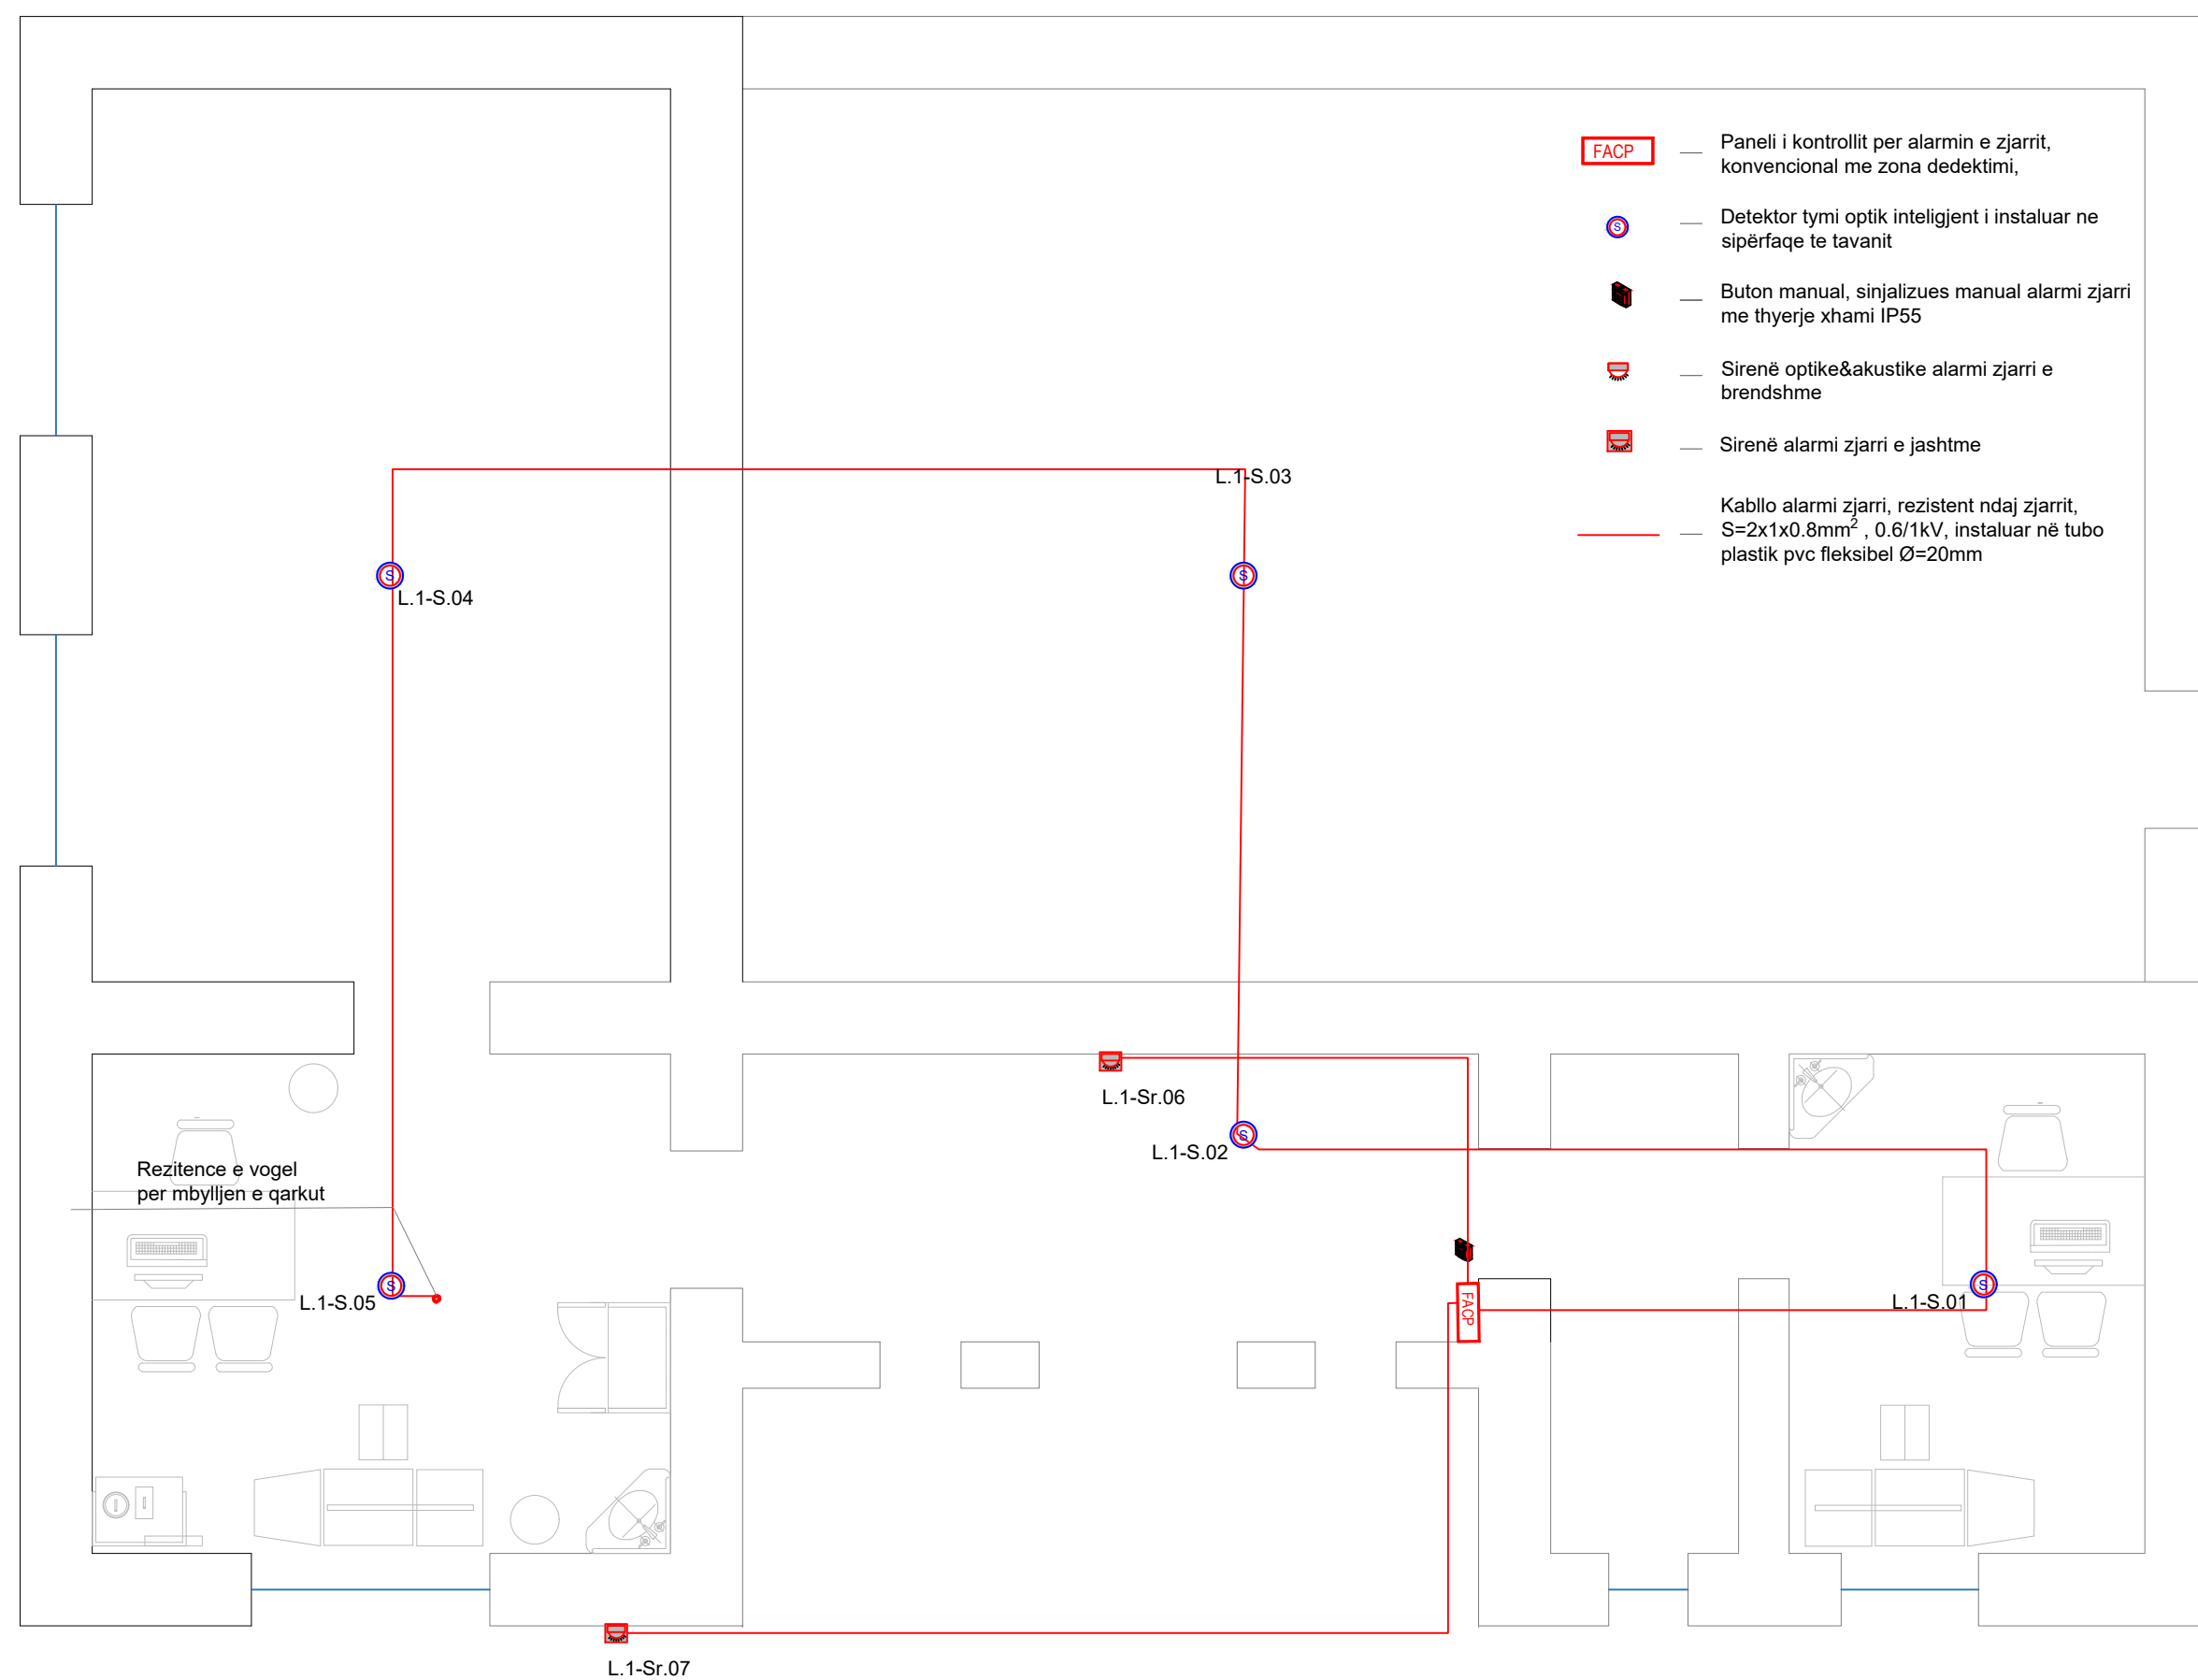 FACP
Paneli i kontrollit per alarmin e zjarrit,
konvencional me zona dedektimi,
S
Detektor tymi optik inteligjent i instaluar ne
sipërfaqe te tavanit
Buton manual, sinjalizues manual alarmi zjarri
me thyerje xhami IP55
Sirenë optike&akustike alarmi zjarri e
brendshme
Sirenë alarmi zjarri e jashtme
Kabllo alarmi zjarri, rezistent ndaj zjarrit,
S=2x1x0.8mm² , 0.6/1kV, instaluar në tubo
plastik pvc fleksibel Ø=20mm
L.1-S.03
S
L.1-S.04
S
L.1-Sr.06
S
L.1-S.02
Rezitence e vogel
per mbylljen e qarkut
S
L.1-S.05
FACP
S
L.1-S.01
L.1-Sr.07